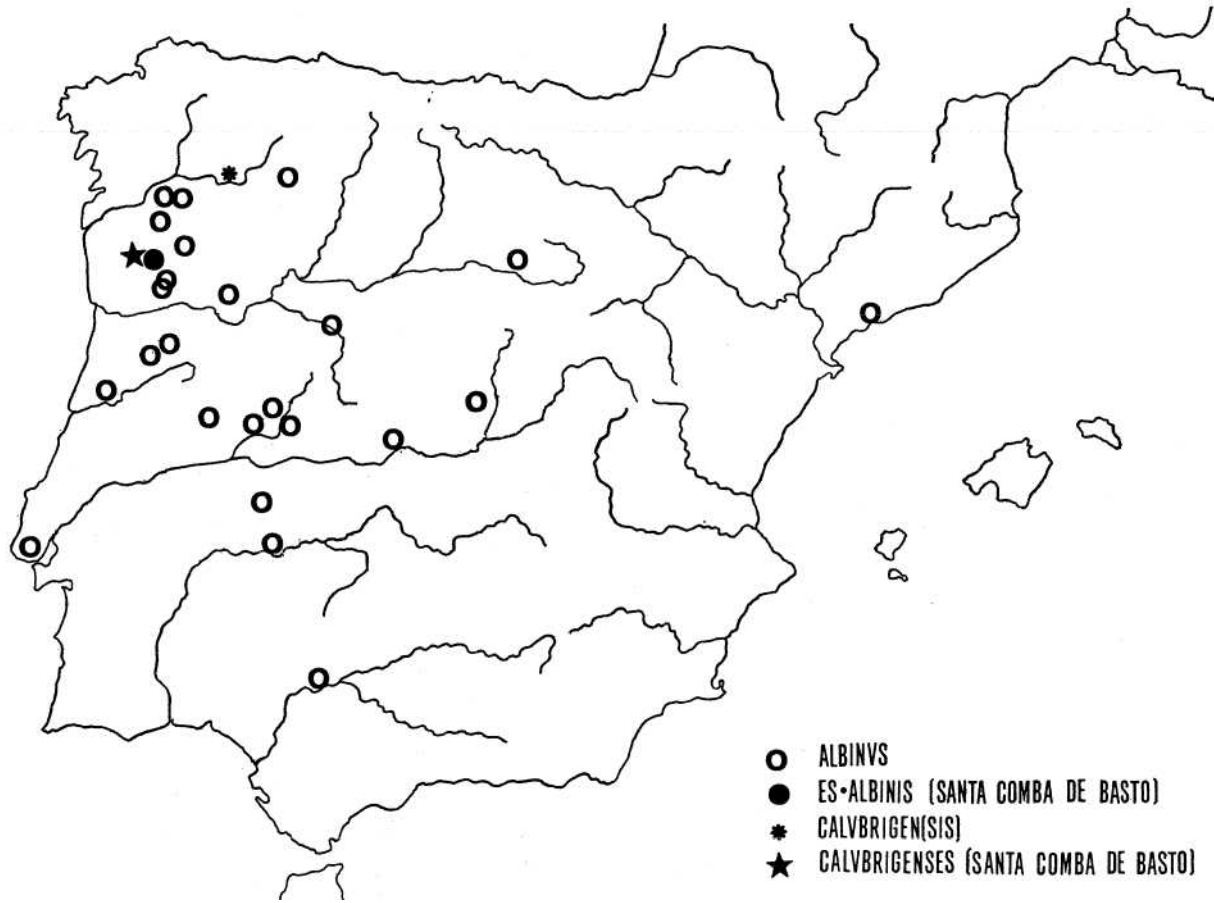 ALBINVS
ES•ALBINIS (SANTA COMBA DE BASTO)
CALVBRIGEN(SIS)
CALVBRIGENSES (SANTA COMBA DE BASTO)